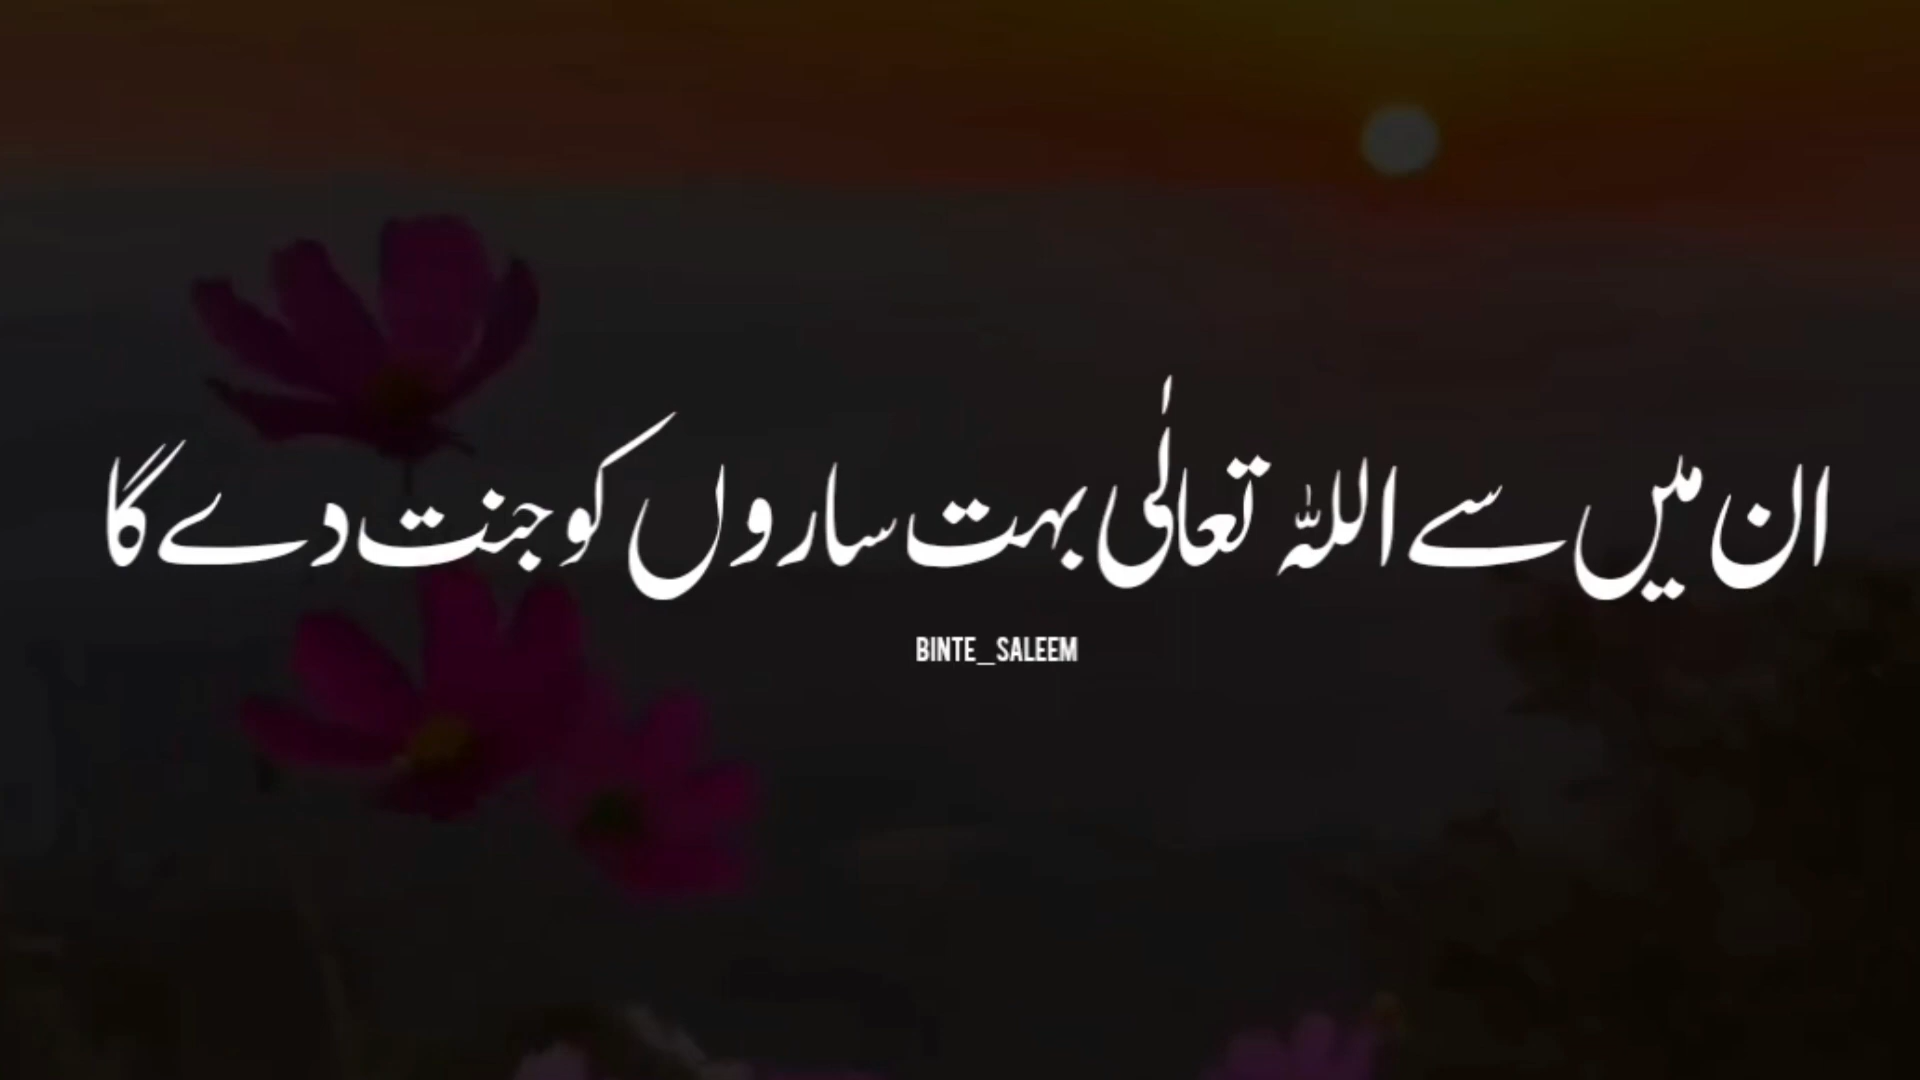 ان میں سے اللہ تعالٰی بہت ساروں کو جنت دے گا
BINTE_SALEEM